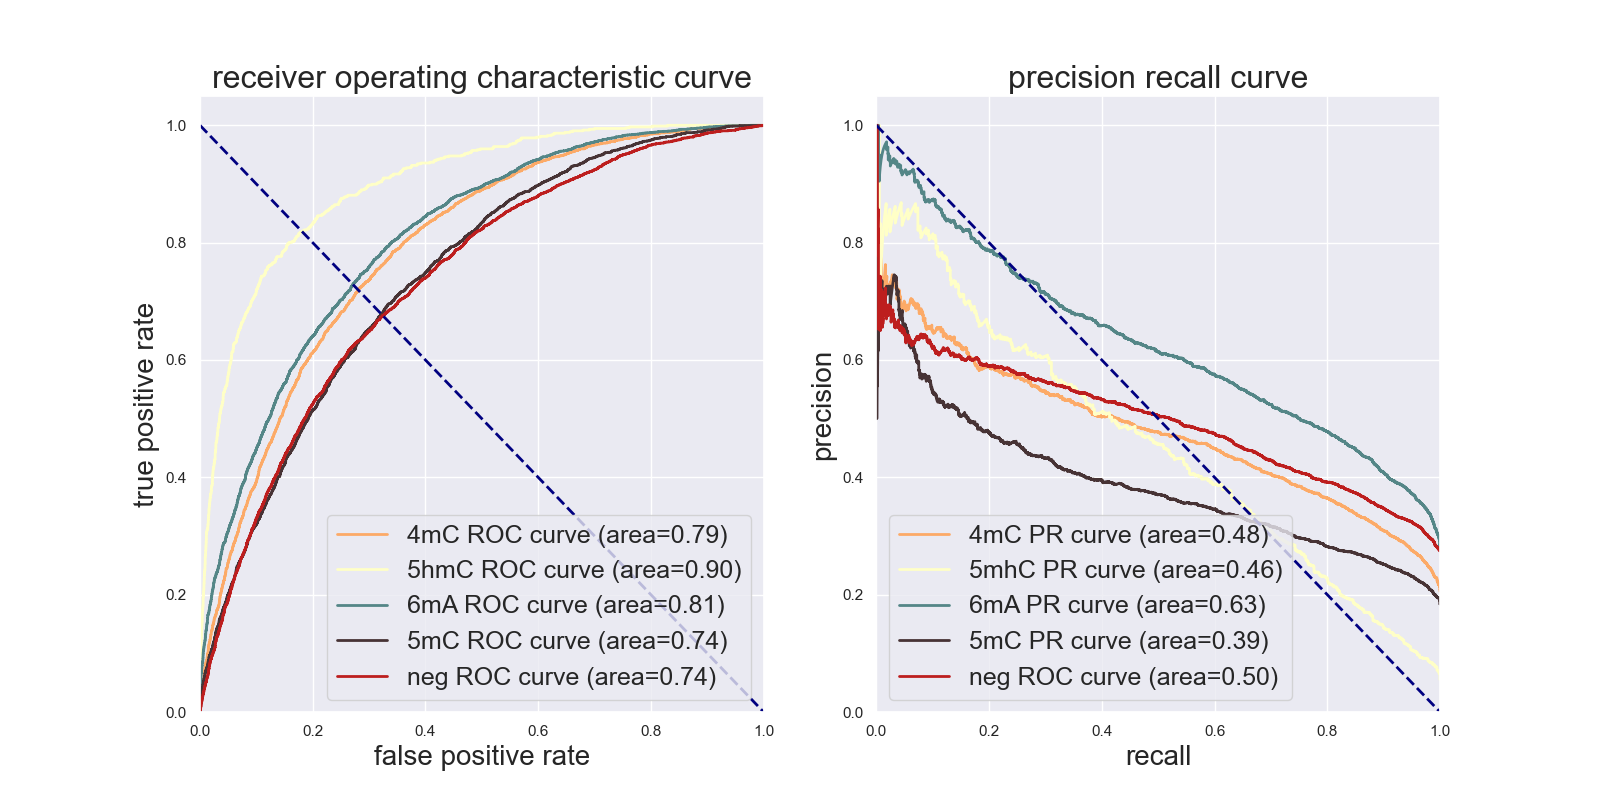 receiver operating characteristic curve
true positive rate
1.0
0.8
0.6
0.4
0.2
0.0
4mC ROC curve (area=0.79)
5hmC ROC curve (area=0.90)
6mA ROC curve (area=0.81)
5mC ROC curve (area=0.74)
neg ROC curve (area=0.74)
0.0 0.2 0.4 0.6 0.8 1.0
false positive rate
precision recall curve
precision
1.0
0.8
0.6
0.4
0.2
0.0
4mC PR curve (area=0.48)
5mhC PR curve (area=0.46)
6mA PR curve (area=0.63)
5mC PR curve (area=0.39)
neg ROC curve (area=0.50)
0.0 0.2 0.4 0.6 0.8 1.0
recall